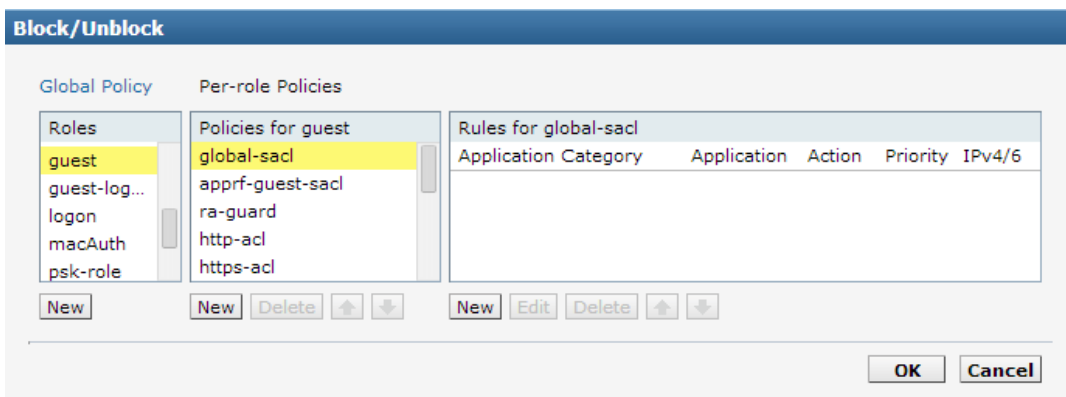 Block/Unblock
Global Policy Per-role Policies
Roles
guest
guest-log...
logon
macAuth
psk-role
New
Policies for guest
global-sacl
apprf-guest-sacl
ra-guard
http-acl
https-acl
New Delete
Rules for global-sacl
Application Category Application Action Priority IPv4/6
New Edit Delete
OK Cancel